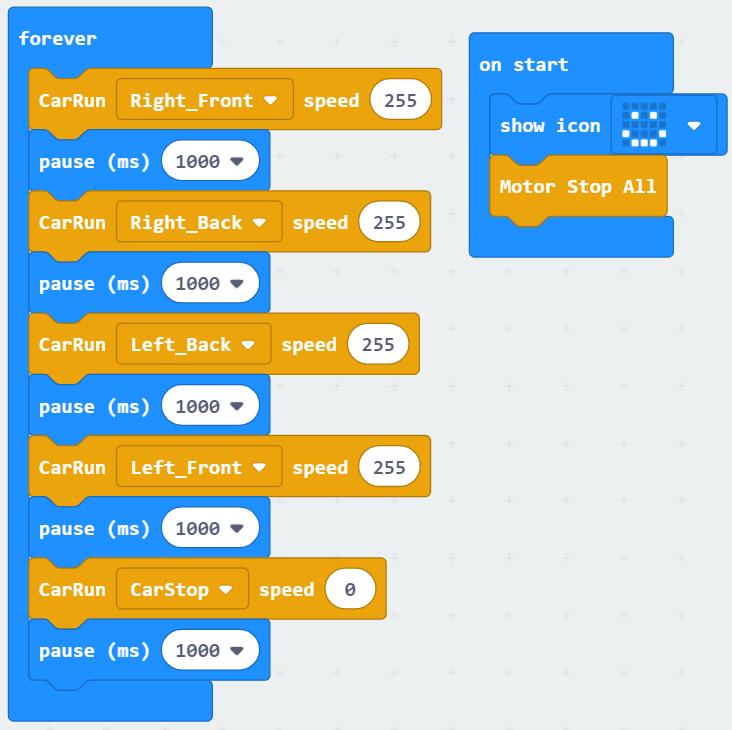 forever
CarRun Right_Front speed 255
pause (ms) 1000
CarRun Right_Back speed 255
pause (ms) 1000
CarRun Left_Back speed 255
pause (ms) 1000
CarRun Left_Front speed 255
pause (ms) 1000
CarRun CarStop speed 0
pause (ms) 1000
on start
show icon
Motor Stop All